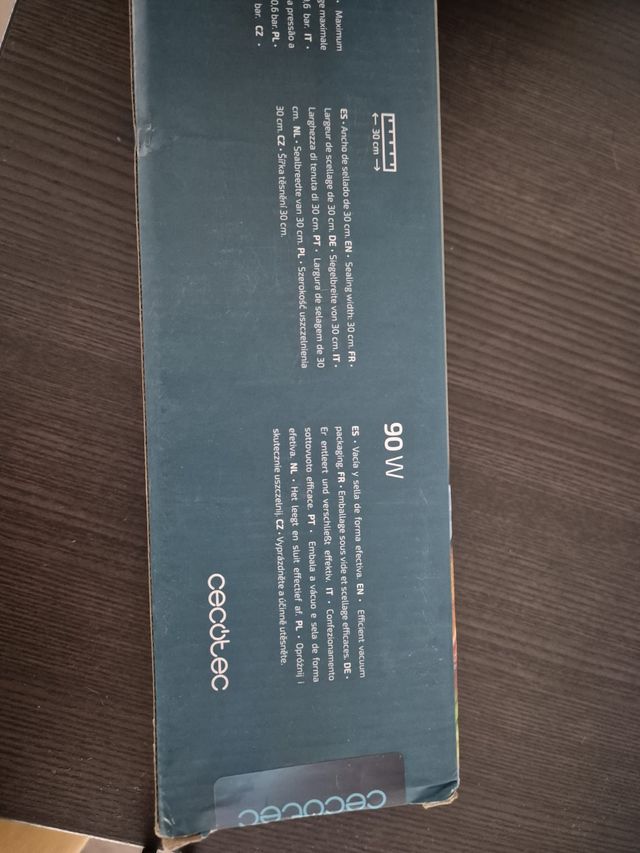 • Maximum
ge maximale
,6 bar. IT •
a pressão a
0,6 bar. PL •
bar. CZ •
← 30 cm →
ES • Ancho de sellado de 30 cm. EN • Sealing width: 30 cm. FR •
Largeur de scellage de 30 cm. DE • Siegelbreite von 30 cm. IT •
Larghezza di tenuta di 30 cm. PT • Largura de selagem de 30
cm. NL • Sealbreedte van 30 cm. PL • Szerokość uszczelnienia
30 cm. CZ • Šířka těsnění 30 cm.
90 W
ES • Vacía y sella de forma efectiva. EN • Efficient vacuum
packaging. FR • Emballage sous vide et scellage efficaces. DE •
Er entleert und verschließt effektiv. IT • Confezionamento
sottovuoto efficace. PT • Embala a vácuo e sela de forma
efetiva. NL • Het leegt en sluit effectief af. PL • Opróżnij i
skutecznie uszczelnij. CZ • Vyprázdněte a účinně utěsněte.
cecotec
cecotec